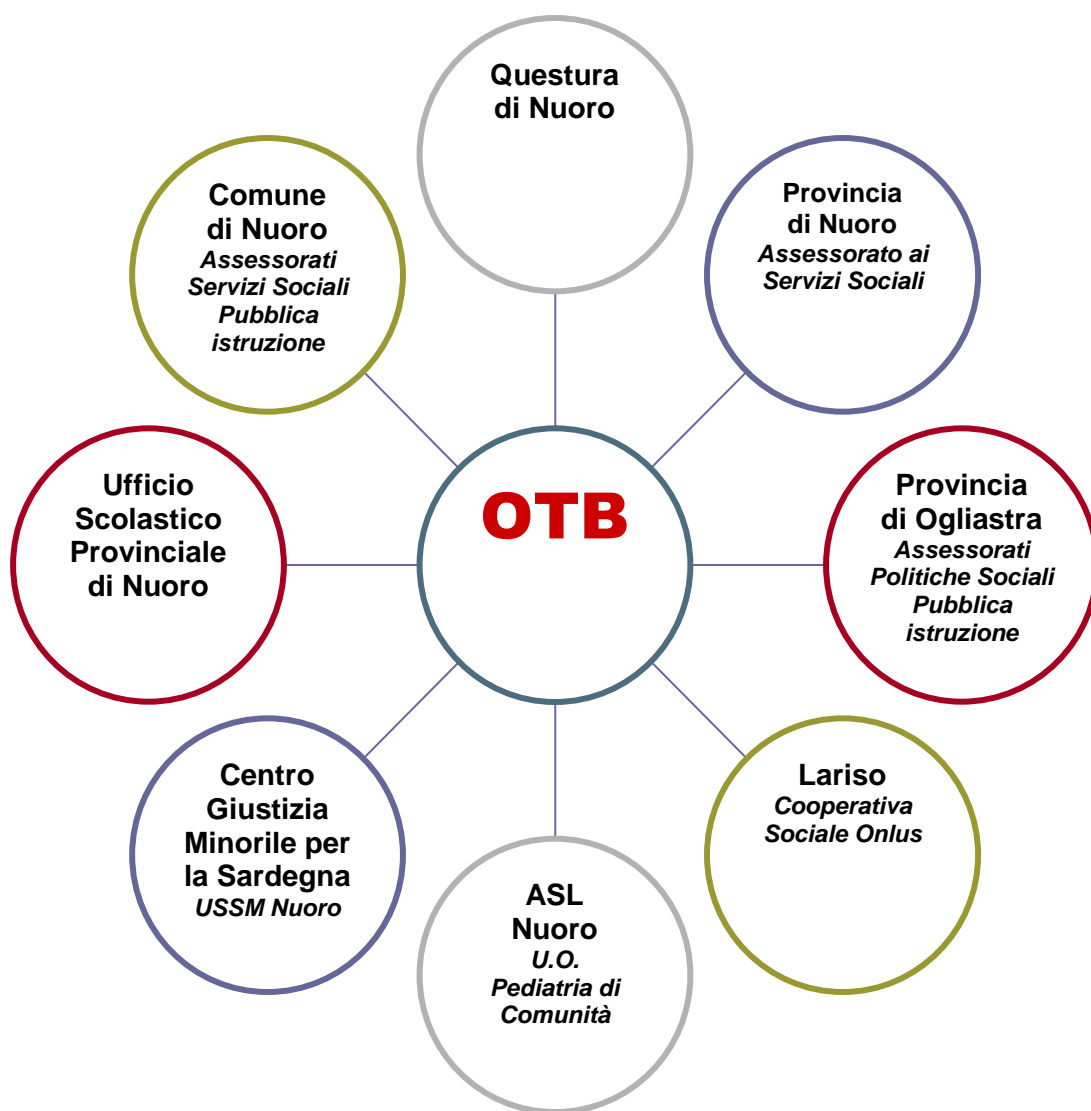 Questura
di Nuoro
Comune
di Nuoro
Assessorati
Servizi Sociali
Pubblica
istruzione
Provincia
di Nuoro
Assessorato ai
Servizi Sociali
Ufficio
Scolastico
Provinciale
di Nuoro
OTB
Provincia
di Ogliastra
Assessorati
Politiche Sociali
Pubblica
istruzione
Centro
Giustizia
Minorile per
la Sardegna
USSM Nuoro
Lariso
Cooperativa
Sociale Onlus
ASL
Nuoro
U.O.
Pediatria di
Comunità